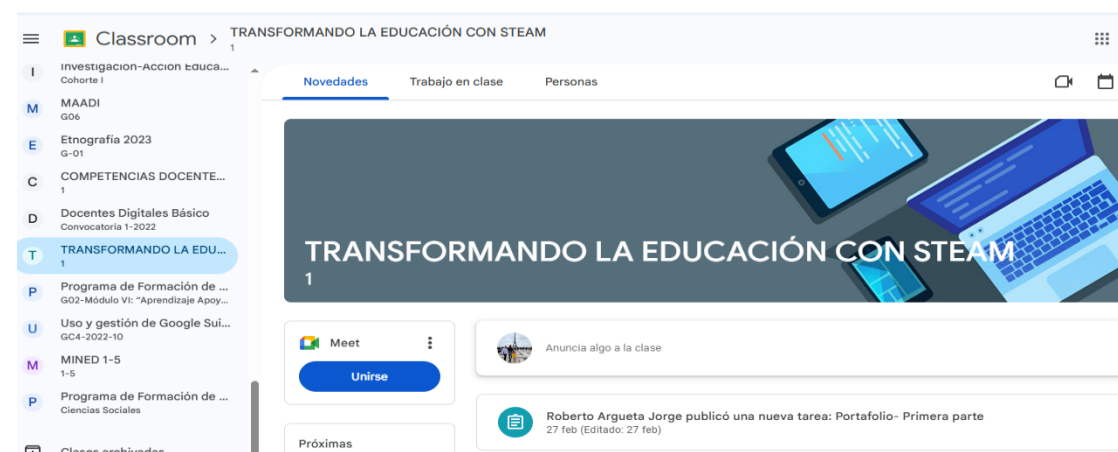 Classroom > TRANSFORMANDO LA EDUCACIÓN CON STEAM
1
I Investigación-Acción Educa...
Cohorte I
M MAADI
G06
E Etnografía 2023
G-01
C COMPETENCIAS DOCENTE...
1
D Docentes Digitales Básico
Convocatoria 1-2022
T TRANSFORMANDO LA EDU...
1
P Programa de Formación de ...
G02-Módulo VI: "Aprendizaje Apoy...
U Uso y gestión de Google Sui...
GC4-2022-10
M MINED 1-5
1-5
P Programa de Formación de ...
Ciencias Sociales
Clases archivadas
Novedades Trabajo en clase Personas
TRANSFORMANDO LA EDUCACIÓN CON STEAM
1
Meet
Unirse
Próximas
Anuncia algo a la clase
Roberto Argueta Jorge publicó una nueva tarea: Portafolio- Primera parte
27 feb (Editado: 27 feb)